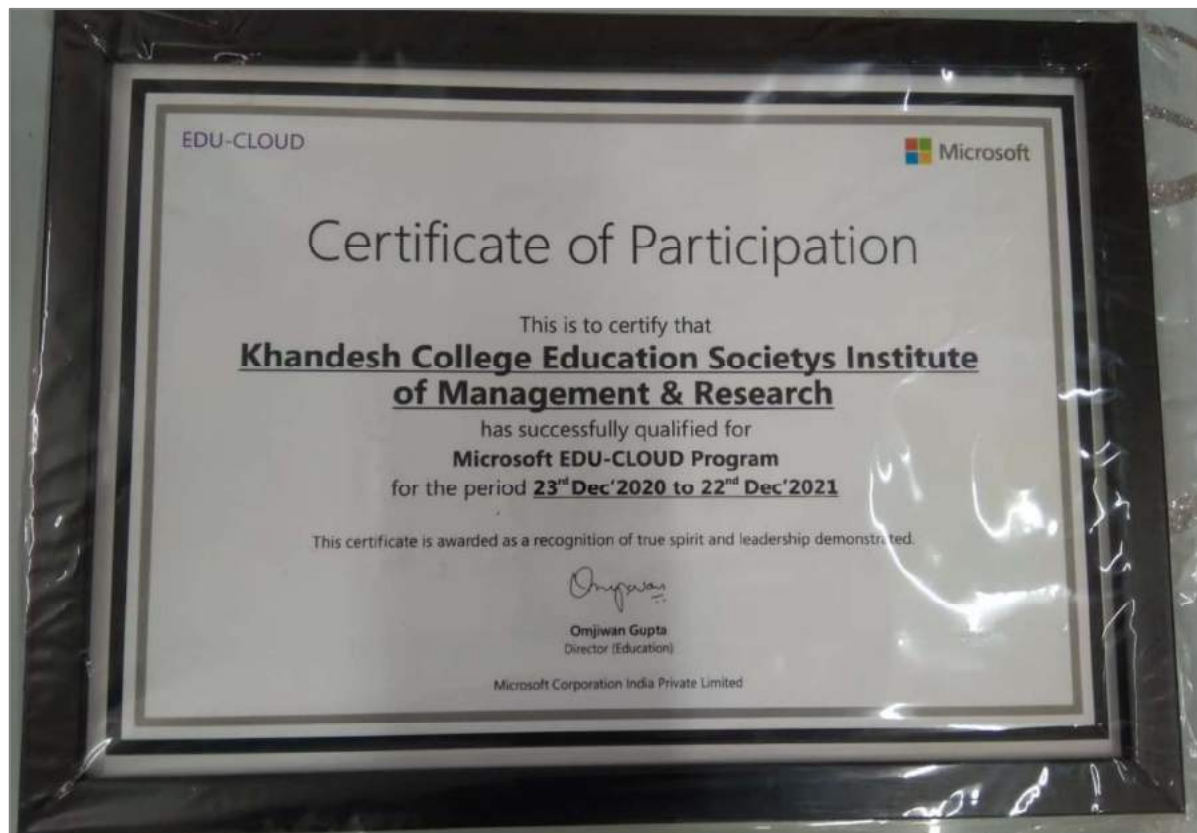 EDU-CLOUD
Microsoft
Certificate of Participation
This is to certify that
Khandesh College Education Societys Institute
of Management & Research
has successfully qualified for
Microsoft EDU-CLOUD Program
for the period 23rd Dec'2020 to 22nd Dec'2021
This certificate is awarded as a recognition of true spirit and leadership demonstrated.
Omjiwan
Omjiwan Gupta
Director (Education)
Microsoft Corporation India Private Limited